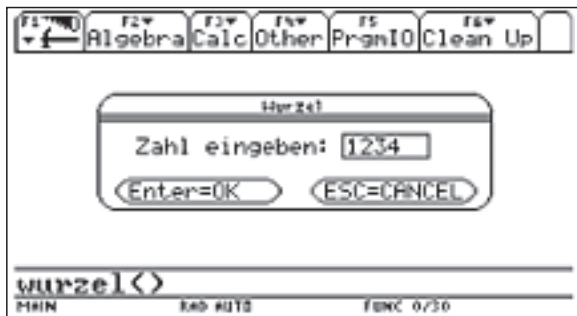 F1 F2 F3 F4 F5 F6
Algebra Calc Other PrgmIO Clean Up
Wurzel
Zahl eingeben: 1234
Enter=OK ESC=CANCEL
wurzel()
MAIN RAD AUTO FUNC 0/30